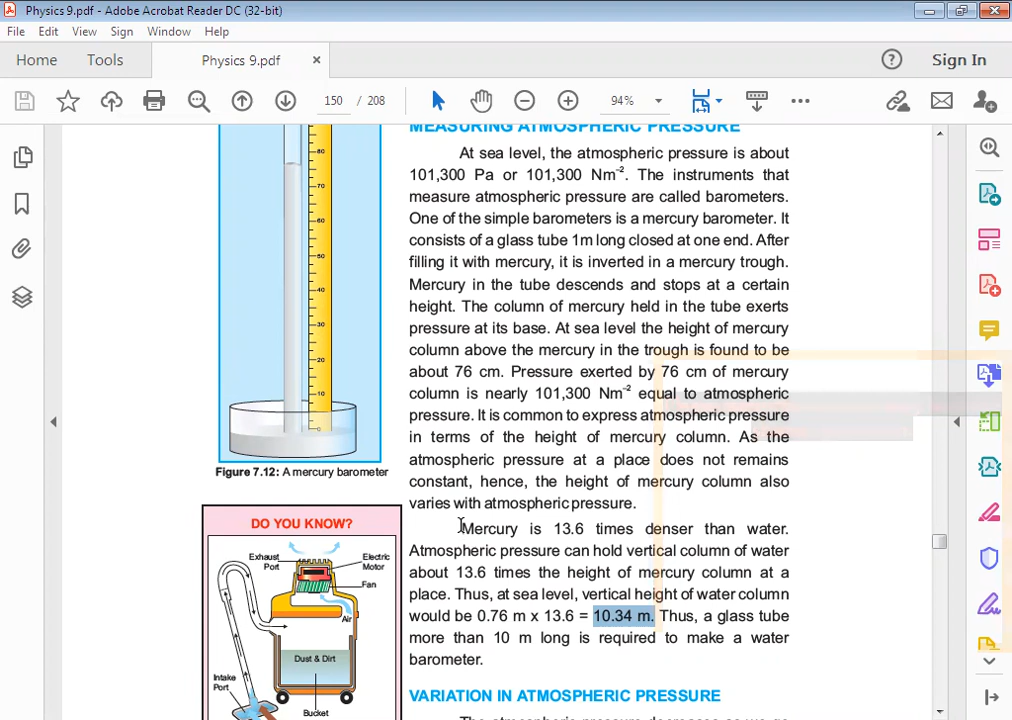 Physics 9.pdf - Adobe Acrobat Reader DC (32-bit)
File Edit View Sign Window Help
Home Tools Physics 9.pdf × Sign In
150 / 208 94%
MEASURING ATMOSPHERIC PRESSURE
At sea level, the atmospheric pressure is about
101,300 Pa or 101,300 Nm⁻². The instruments that
measure atmospheric pressure are called barometers.
One of the simple barometers is a mercury barometer. It
consists of a glass tube 1m long closed at one end. After
filling it with mercury, it is inverted in a mercury trough.
Mercury in the tube descends and stops at a certain
height. The column of mercury held in the tube exerts
pressure at its base. At sea level the height of mercury
column above the mercury in the trough is found to be
about 76 cm. Pressure exerted by 76 cm of mercury
column is nearly 101,300 Nm⁻² equal to atmospheric
pressure. It is common to express atmospheric pressure
in terms of the height of mercury column. As the
atmospheric pressure at a place does not remains
constant, hence, the height of mercury column also
varies with atmospheric pressure.
Mercury is 13.6 times denser than water.
Atmospheric pressure can hold vertical column of water
about 13.6 times the height of mercury column at a
place. Thus, at sea level, vertical height of water column
would be 0.76 m x 13.6 = 10.34 m. Thus, a glass tube
more than 10 m long is required to make a water
barometer.
VARIATION IN ATMOSPHERIC PRESSURE
80
70
60
50
40
30
20
10
0
Figure 7.12: A mercury barometer
DO YOU KNOW?
Exhaust
Port
Electric
Motor
Fan
Air
Dust & Dirt
Intake
Port
Bucket